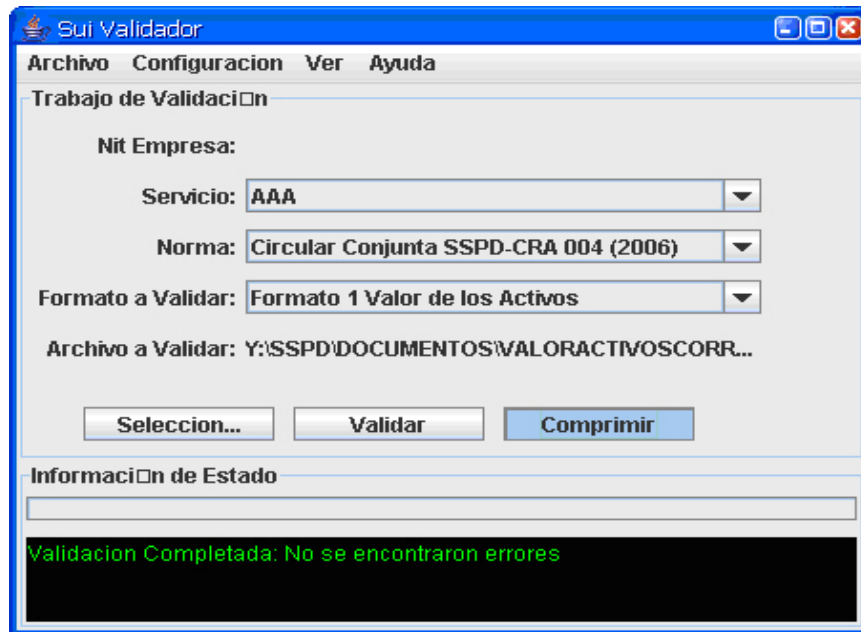 Sui Validador
Archivo Configuracion Ver Ayuda
Trabajo de Validaci□n
Nit Empresa:
Servicio: AAA
Norma: Circular Conjunta SSPD-CRA 004 (2006)
Formato a Validar: Formato 1 Valor de los Activos
Archivo a Validar: Y:\SSPD\DOCUMENTOS\VALORACTIVOSCORR...
Seleccion... Validar Comprimir
Informaci□n de Estado
Validacion Completada: No se encontraron errores